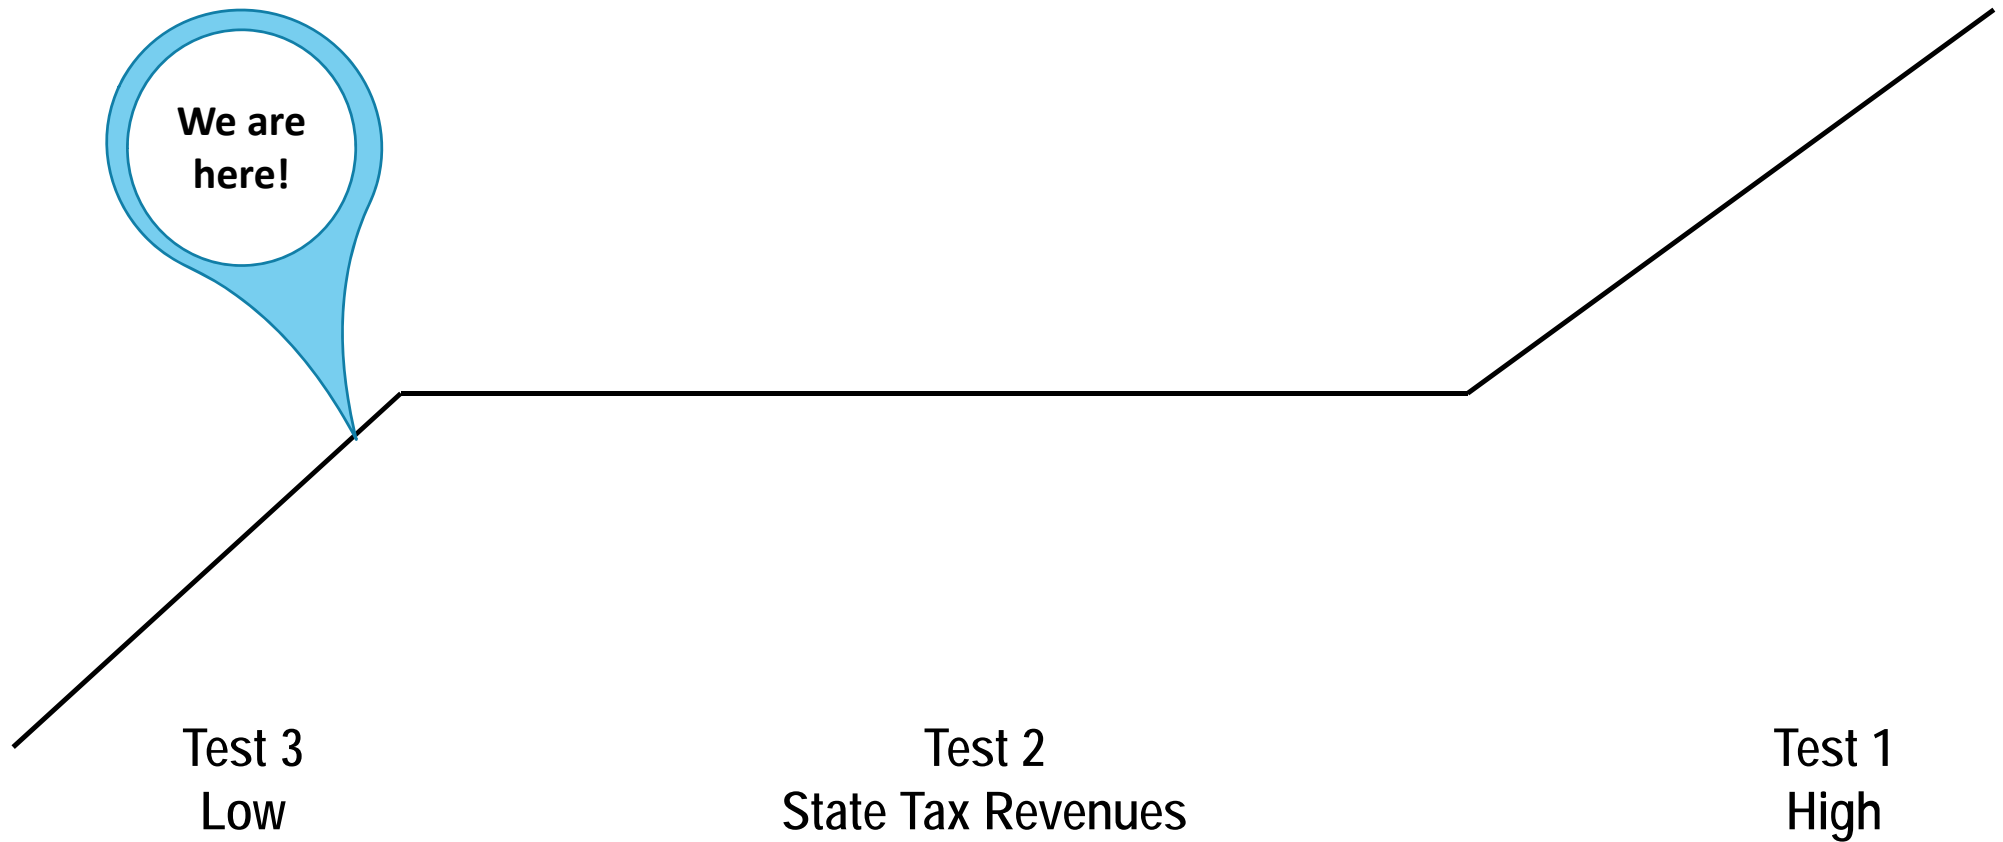 We are
here!
Test 3
Low
Test 2
State Tax Revenues
Test 1
High